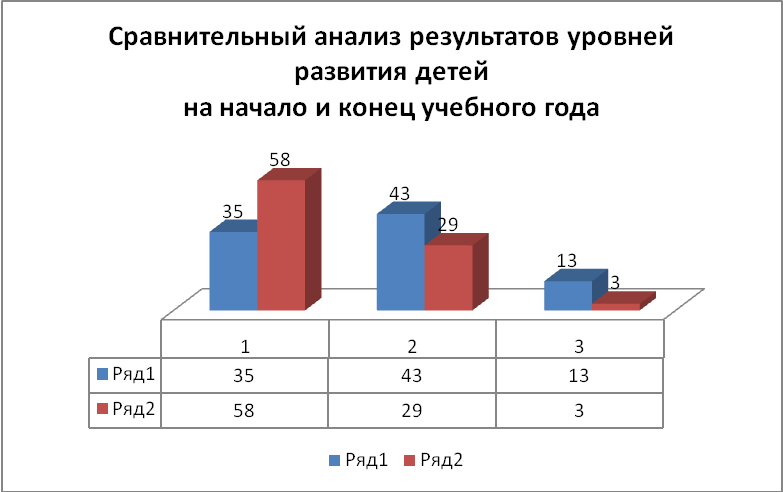 Сравнительный анализ результатов уровней
развития детей
на начало и конец учебного года
58
35
43
29
13
3
1 2 3
Ряд1 35 43 13
Ряд2 58 29 3
Ряд1 Ряд2